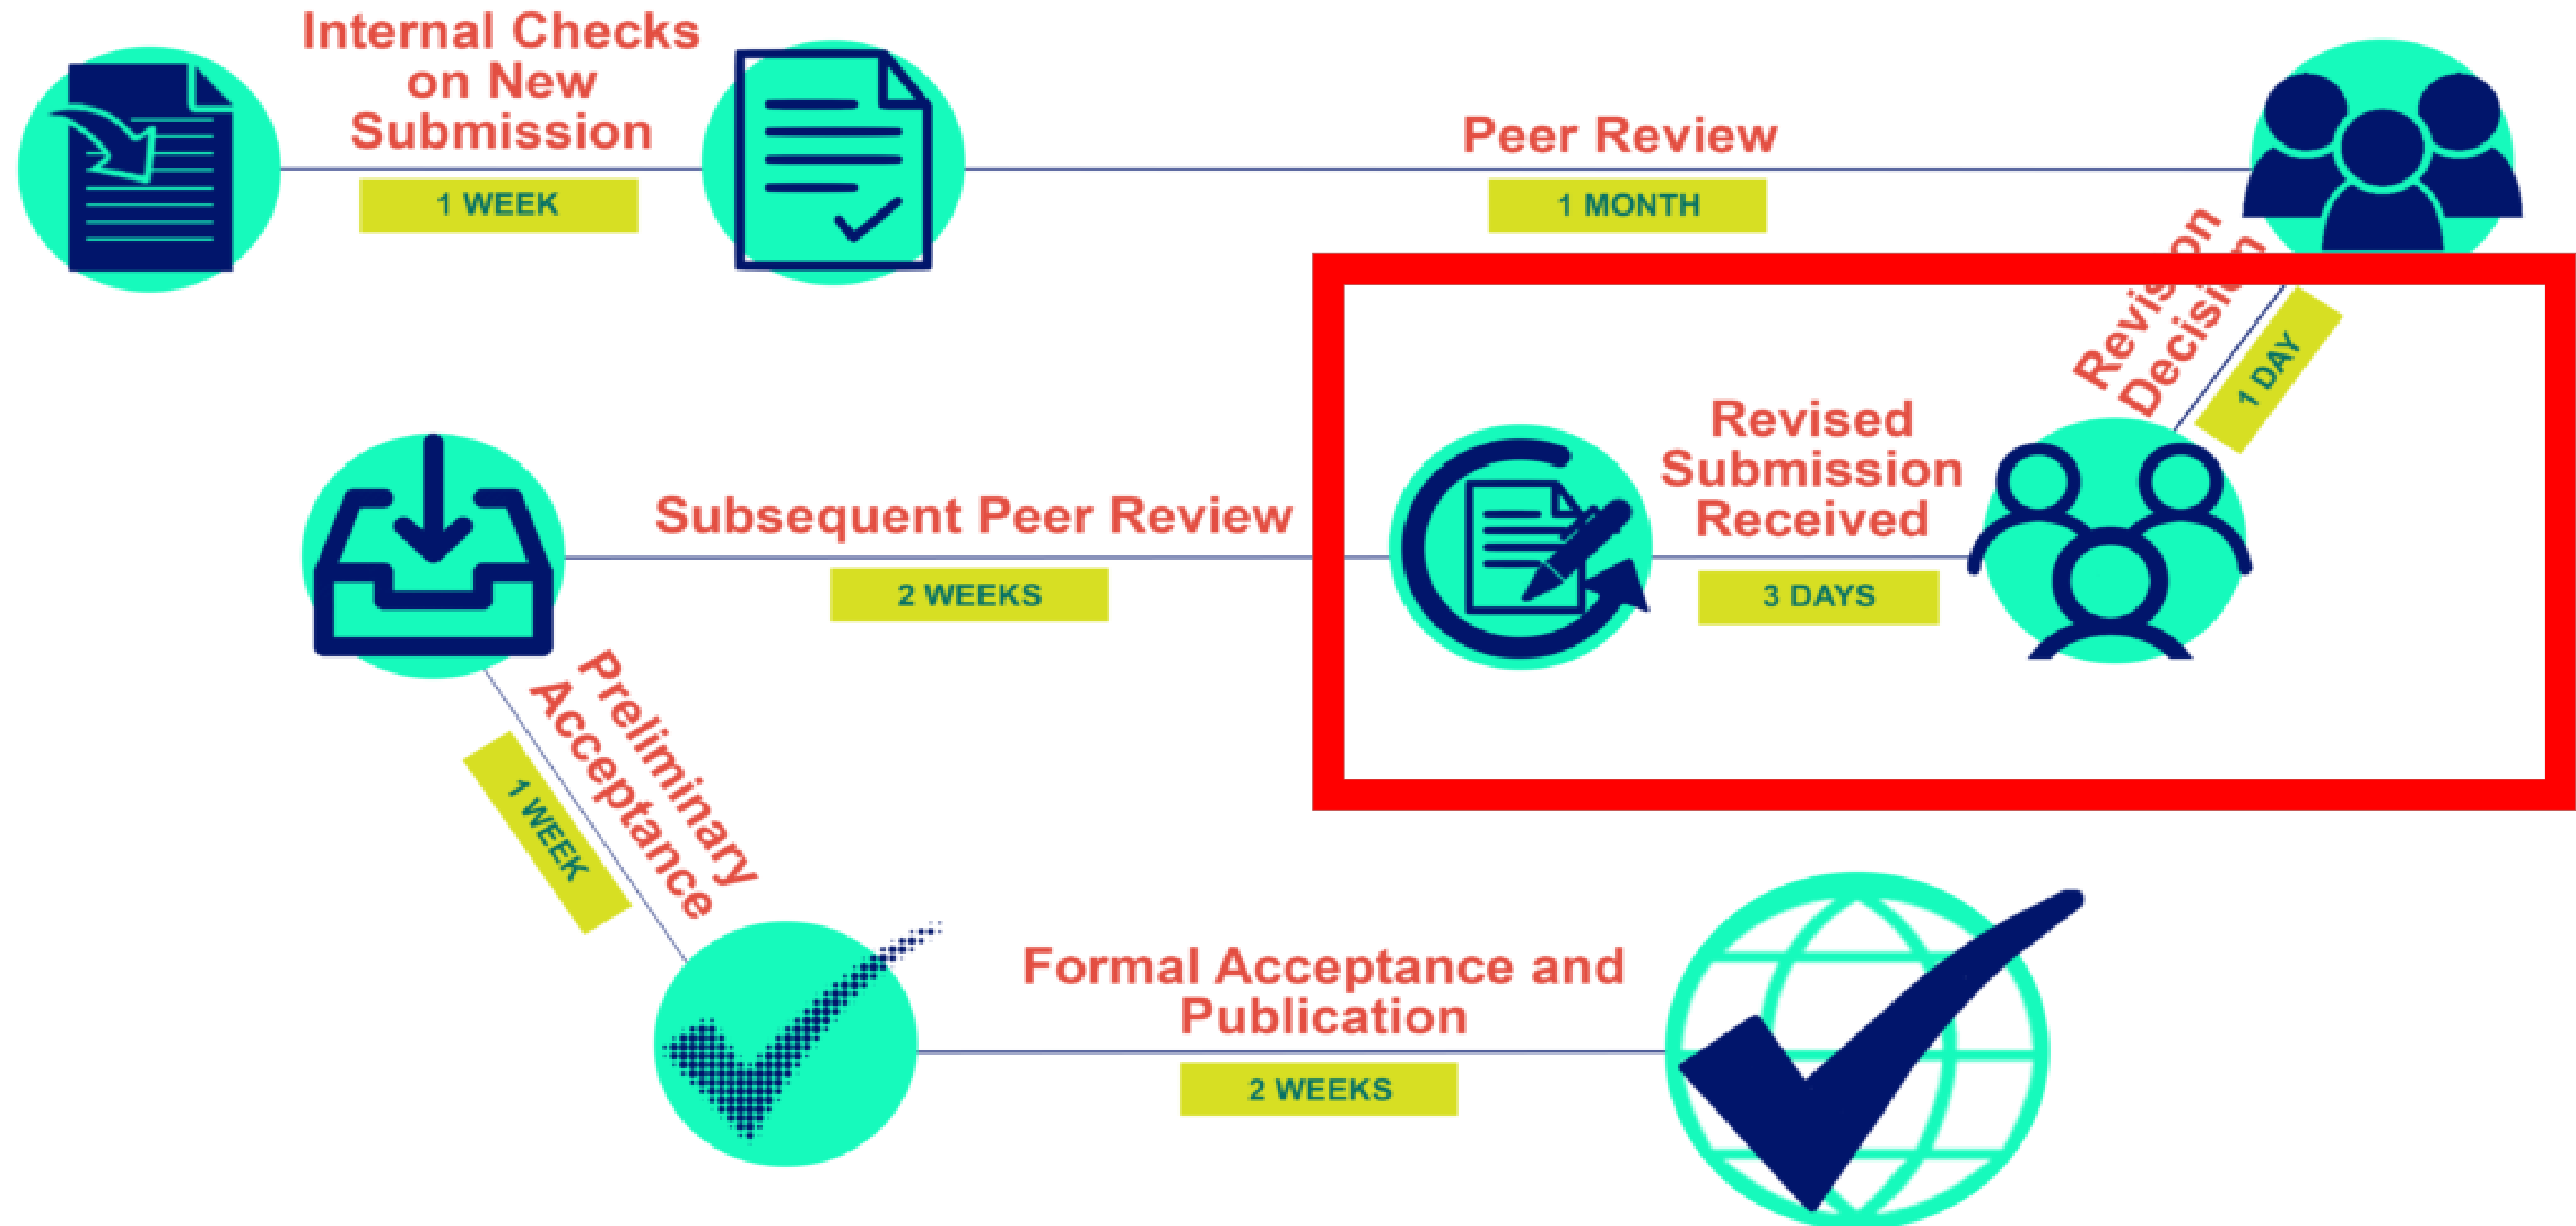 Internal Checks
on New
Submission
1 WEEK
Peer Review
1 MONTH
Revision
Decision
1 DAY
Revised
Submission
Received
3 DAYS
Subsequent Peer Review
2 WEEKS
Preliminary
Acceptance
1 WEEK
Formal Acceptance and
Publication
2 WEEKS